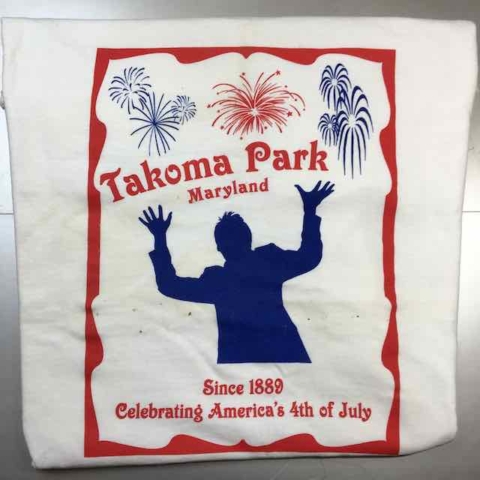 Takoma Park
Maryland
Since 1889
Celebrating America's 4th of July